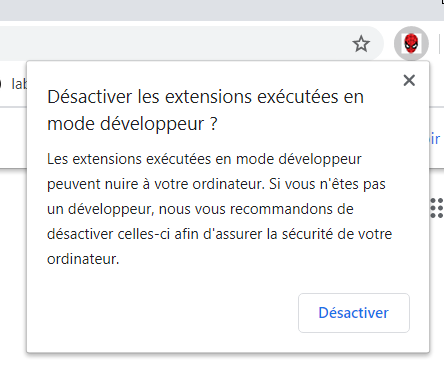 lab
Désactiver les extensions exécutées en
mode développeur ?
Les extensions exécutées en mode développeur
peuvent nuire à votre ordinateur. Si vous n'êtes pas
un développeur, nous vous recommandons de
désactiver celles-ci afin d'assurer la sécurité de votre
ordinateur.
Désactiver